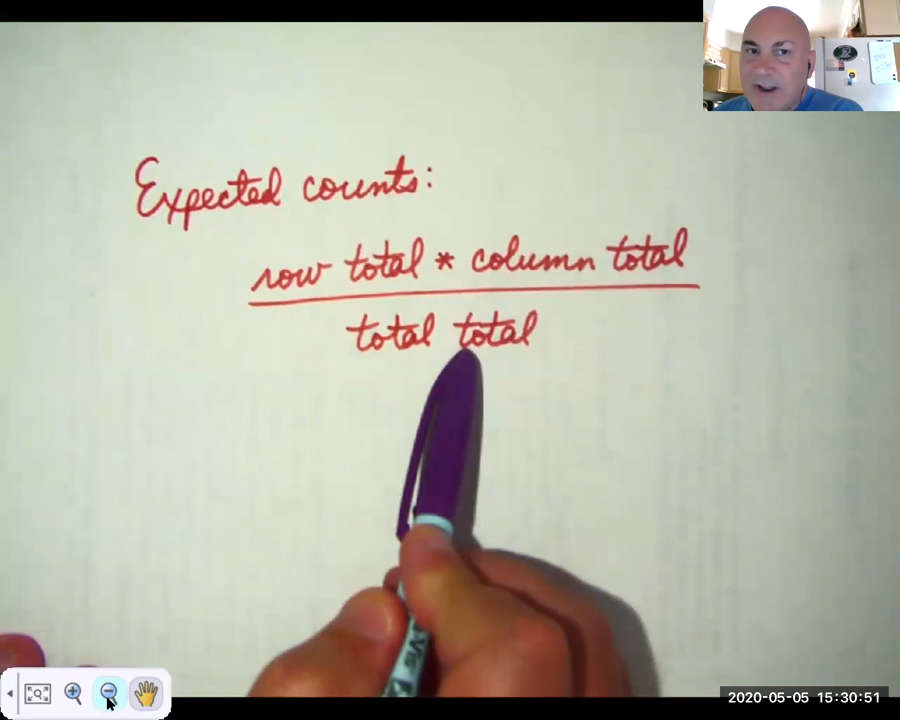 Expected counts:
row total * column total
total total
2020-05-05 15:30:51